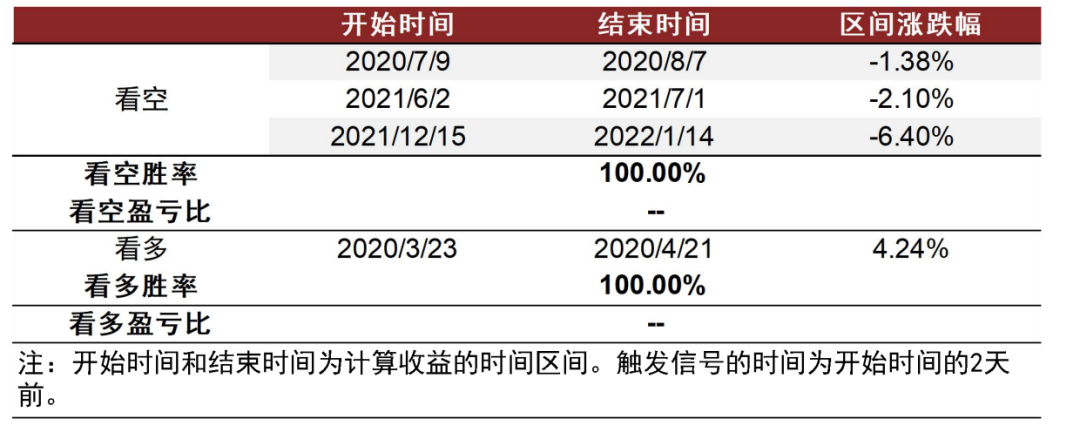 开始时间 结束时间 区间涨跌幅
2020/7/9 2020/8/7 -1.38%
看空 2021/6/2 2021/7/1 -2.10%
2021/12/15 2022/1/14 -6.40%
看空胜率 100.00%
看空盈亏比 --
看多 2020/3/23 2020/4/21 4.24%
看多胜率 100.00%
看多盈亏比 --
注：开始时间和结束时间为计算收益的时间区间。触发信号的时间为开始时间的2天
前。